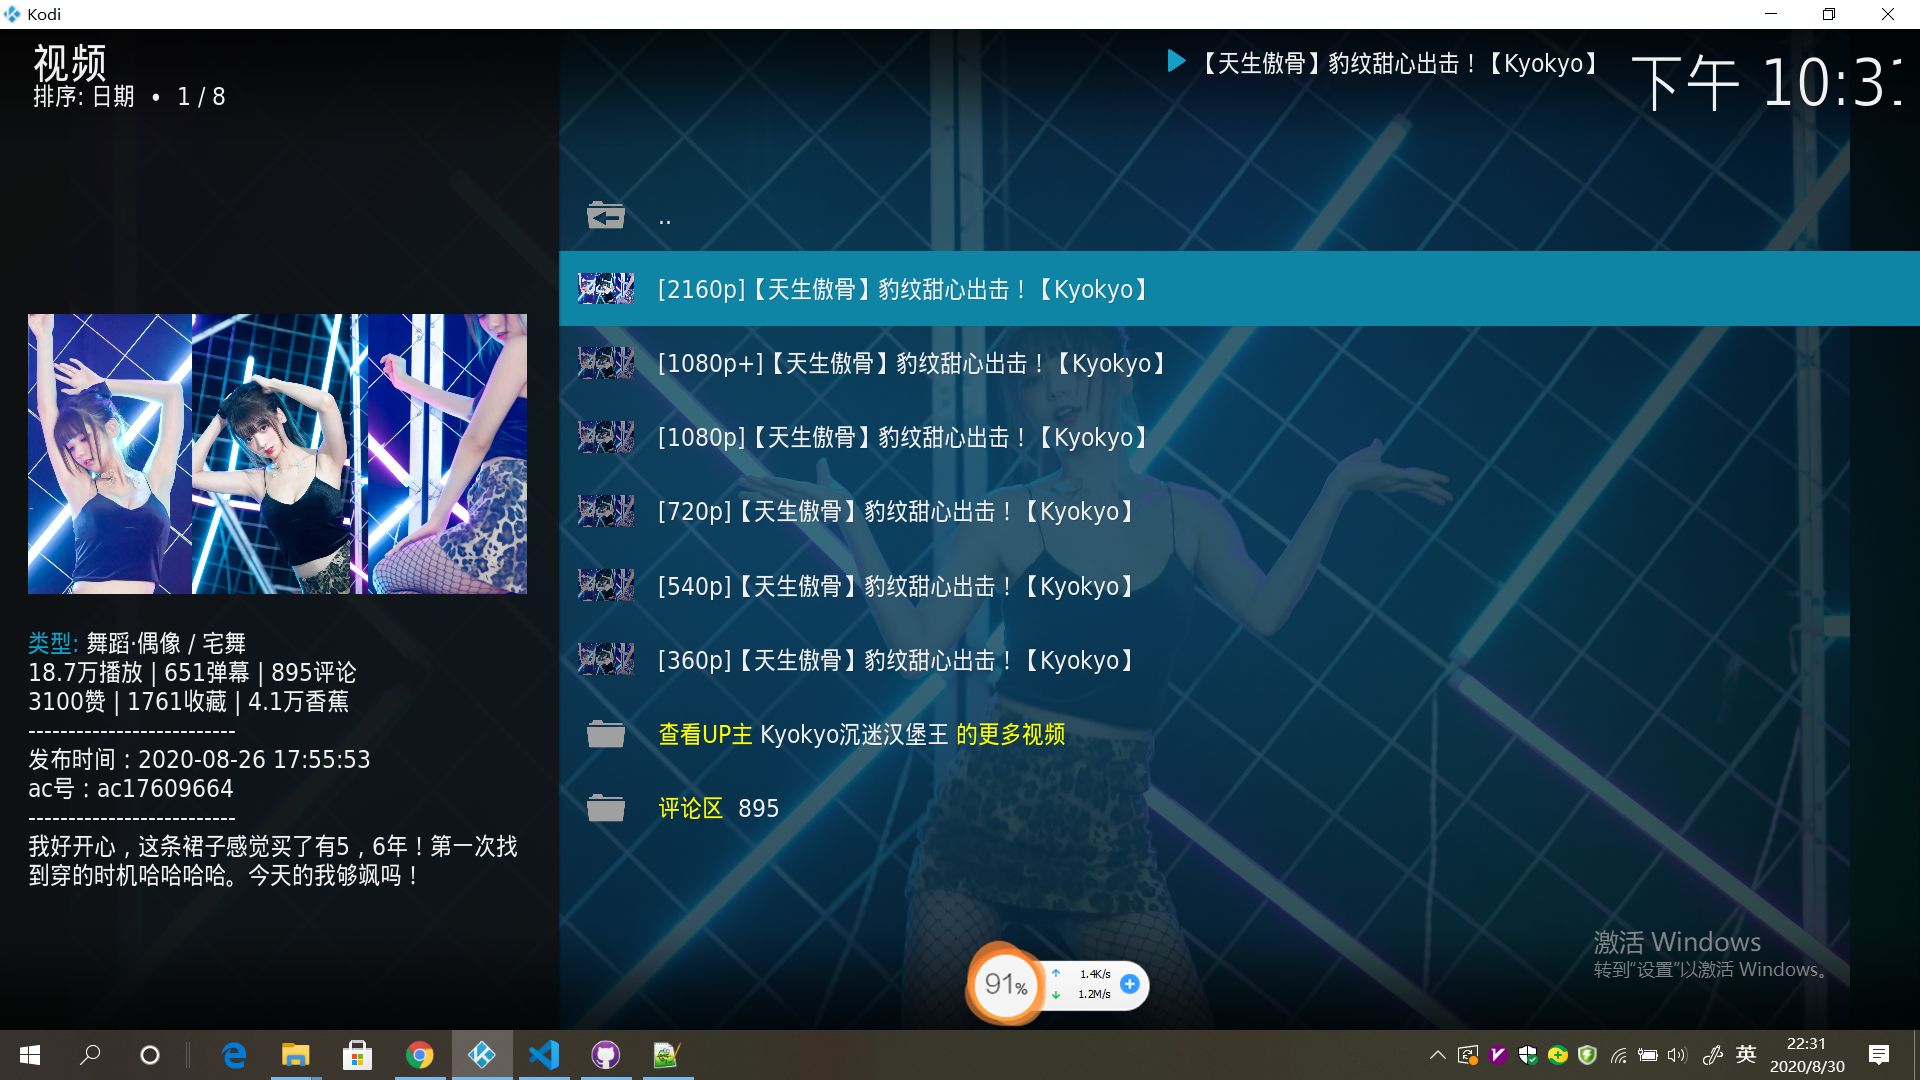 Kodi
视频
排序: 日期 • 1 / 8
【天生傲骨】豹纹甜心出击！【Kyokyo】
下午 10:31
..
[2160p]【天生傲骨】豹纹甜心出击！【Kyokyo】
[1080p+]【天生傲骨】豹纹甜心出击！【Kyokyo】
[1080p]【天生傲骨】豹纹甜心出击！【Kyokyo】
[720p]【天生傲骨】豹纹甜心出击！【Kyokyo】
[540p]【天生傲骨】豹纹甜心出击！【Kyokyo】
[360p]【天生傲骨】豹纹甜心出击！【Kyokyo】
查看UP主 Kyokyo沉迷汉堡王 的更多视频
评论区 895
类型: 舞蹈·偶像 / 宅舞
18.7万播放 | 651弹幕 | 895评论
3100赞 | 1761收藏 | 4.1万香蕉
--------------------------
发布时间：2020-08-26 17:55:53
ac号：ac17609664
--------------------------
我好开心，这条裙子感觉买了有5，6年！第一次找
到穿的时机哈哈哈哈。今天的我够飒吗！
激活 Windows
转到"设置"以激活 Windows。
91%
1.4K/s
1.2M/s
英
22:31
2020/8/30